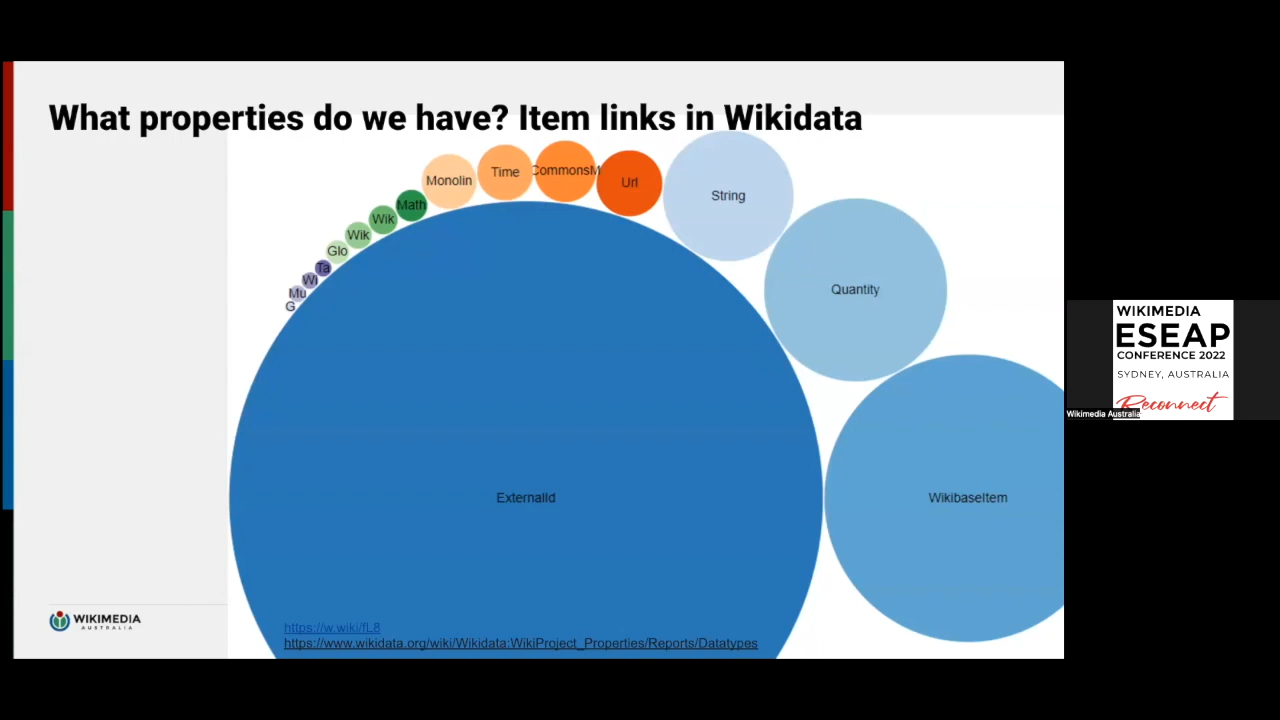 What properties do we have? Item links in Wikidata
Monolin
Time
CommonsM
Url
String
Math
Wik
Wik
Glo
Ta
Wi
Mu
G
Quantity
ExternalId
WikibaseItem
https://w.wiki/fL8
https://www.wikidata.org/wiki/Wikidata:WikiProject_Properties/Reports/Datatypes
WIKIMEDIA
AUSTRALIA
WIKIMEDIA
ESEAP
CONFERENCE 2022
SYDNEY, AUSTRALIA
Reconnect
Wikimedia Australia